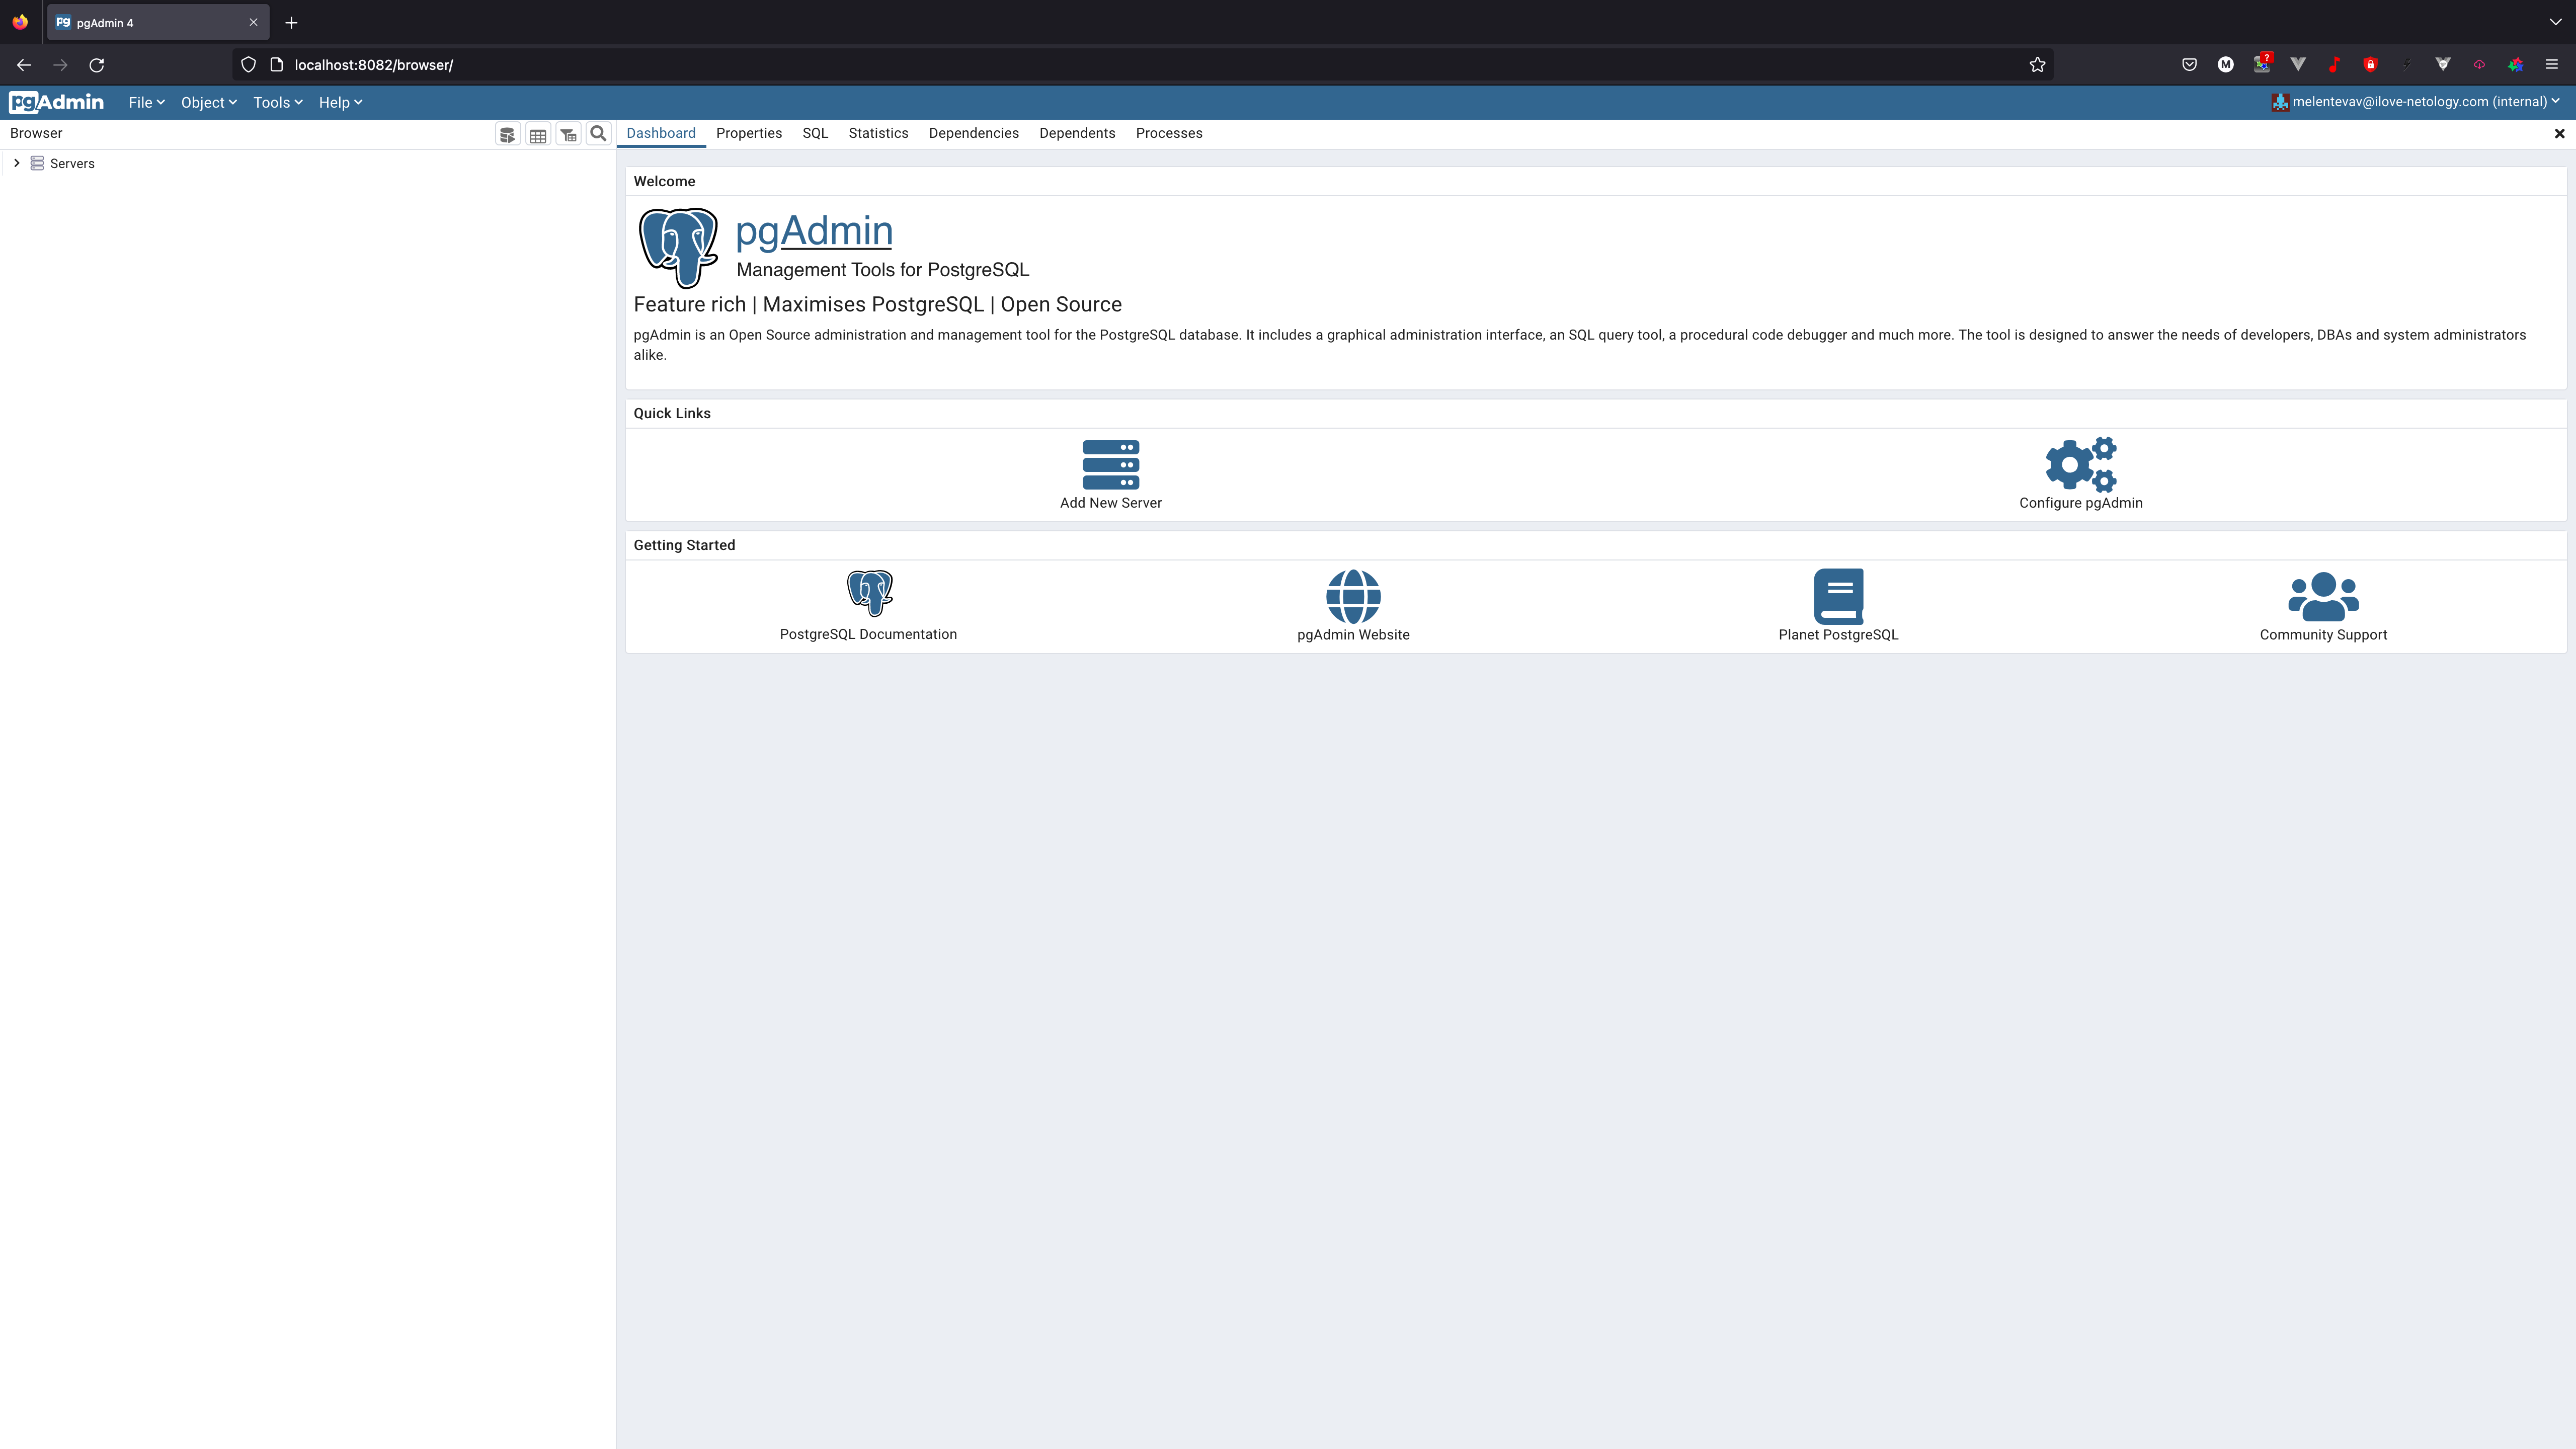 pgAdmin 4
localhost:8082/browser/
?
M
pgAdmin File Object Tools Help melentevav@ilove-netology.com (internal)
Browser
Dashboard Properties SQL Statistics Dependencies Dependents Processes
Servers
Welcome
pgAdmin
Management Tools for PostgreSQL
Feature rich | Maximises PostgreSQL | Open Source
pgAdmin is an Open Source administration and management tool for the PostgreSQL database. It includes a graphical administration interface, an SQL query tool, a procedural code debugger and much more. The tool is designed to answer the needs of developers, DBAs and system administrators
alike.
Quick Links
Add New Server Configure pgAdmin
Getting Started
PostgreSQL Documentation pgAdmin Website Planet PostgreSQL Community Support